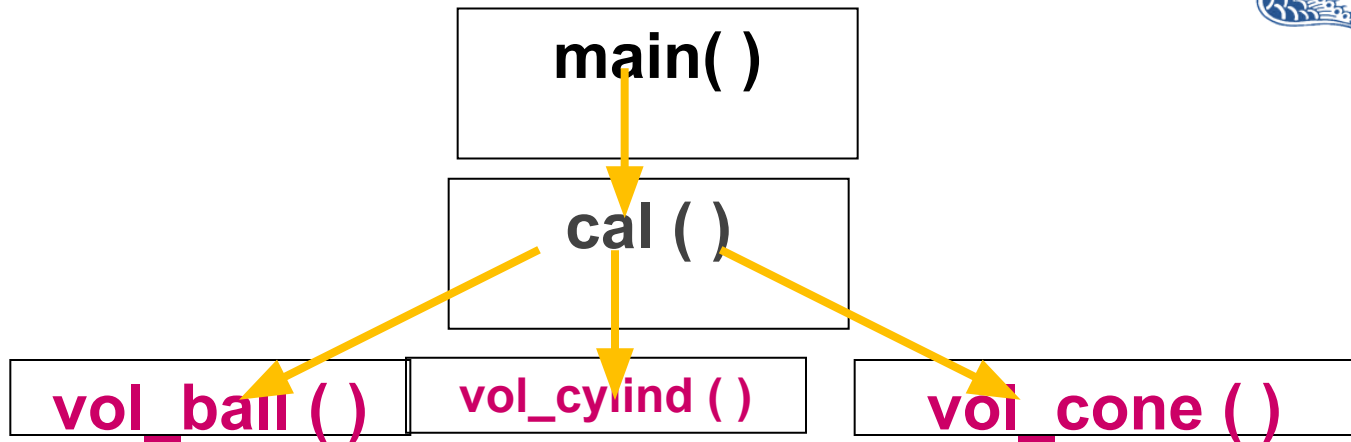 main( )
cal ( )
vol_ball ( )
vol_cylind ( )
vol_cone ( )